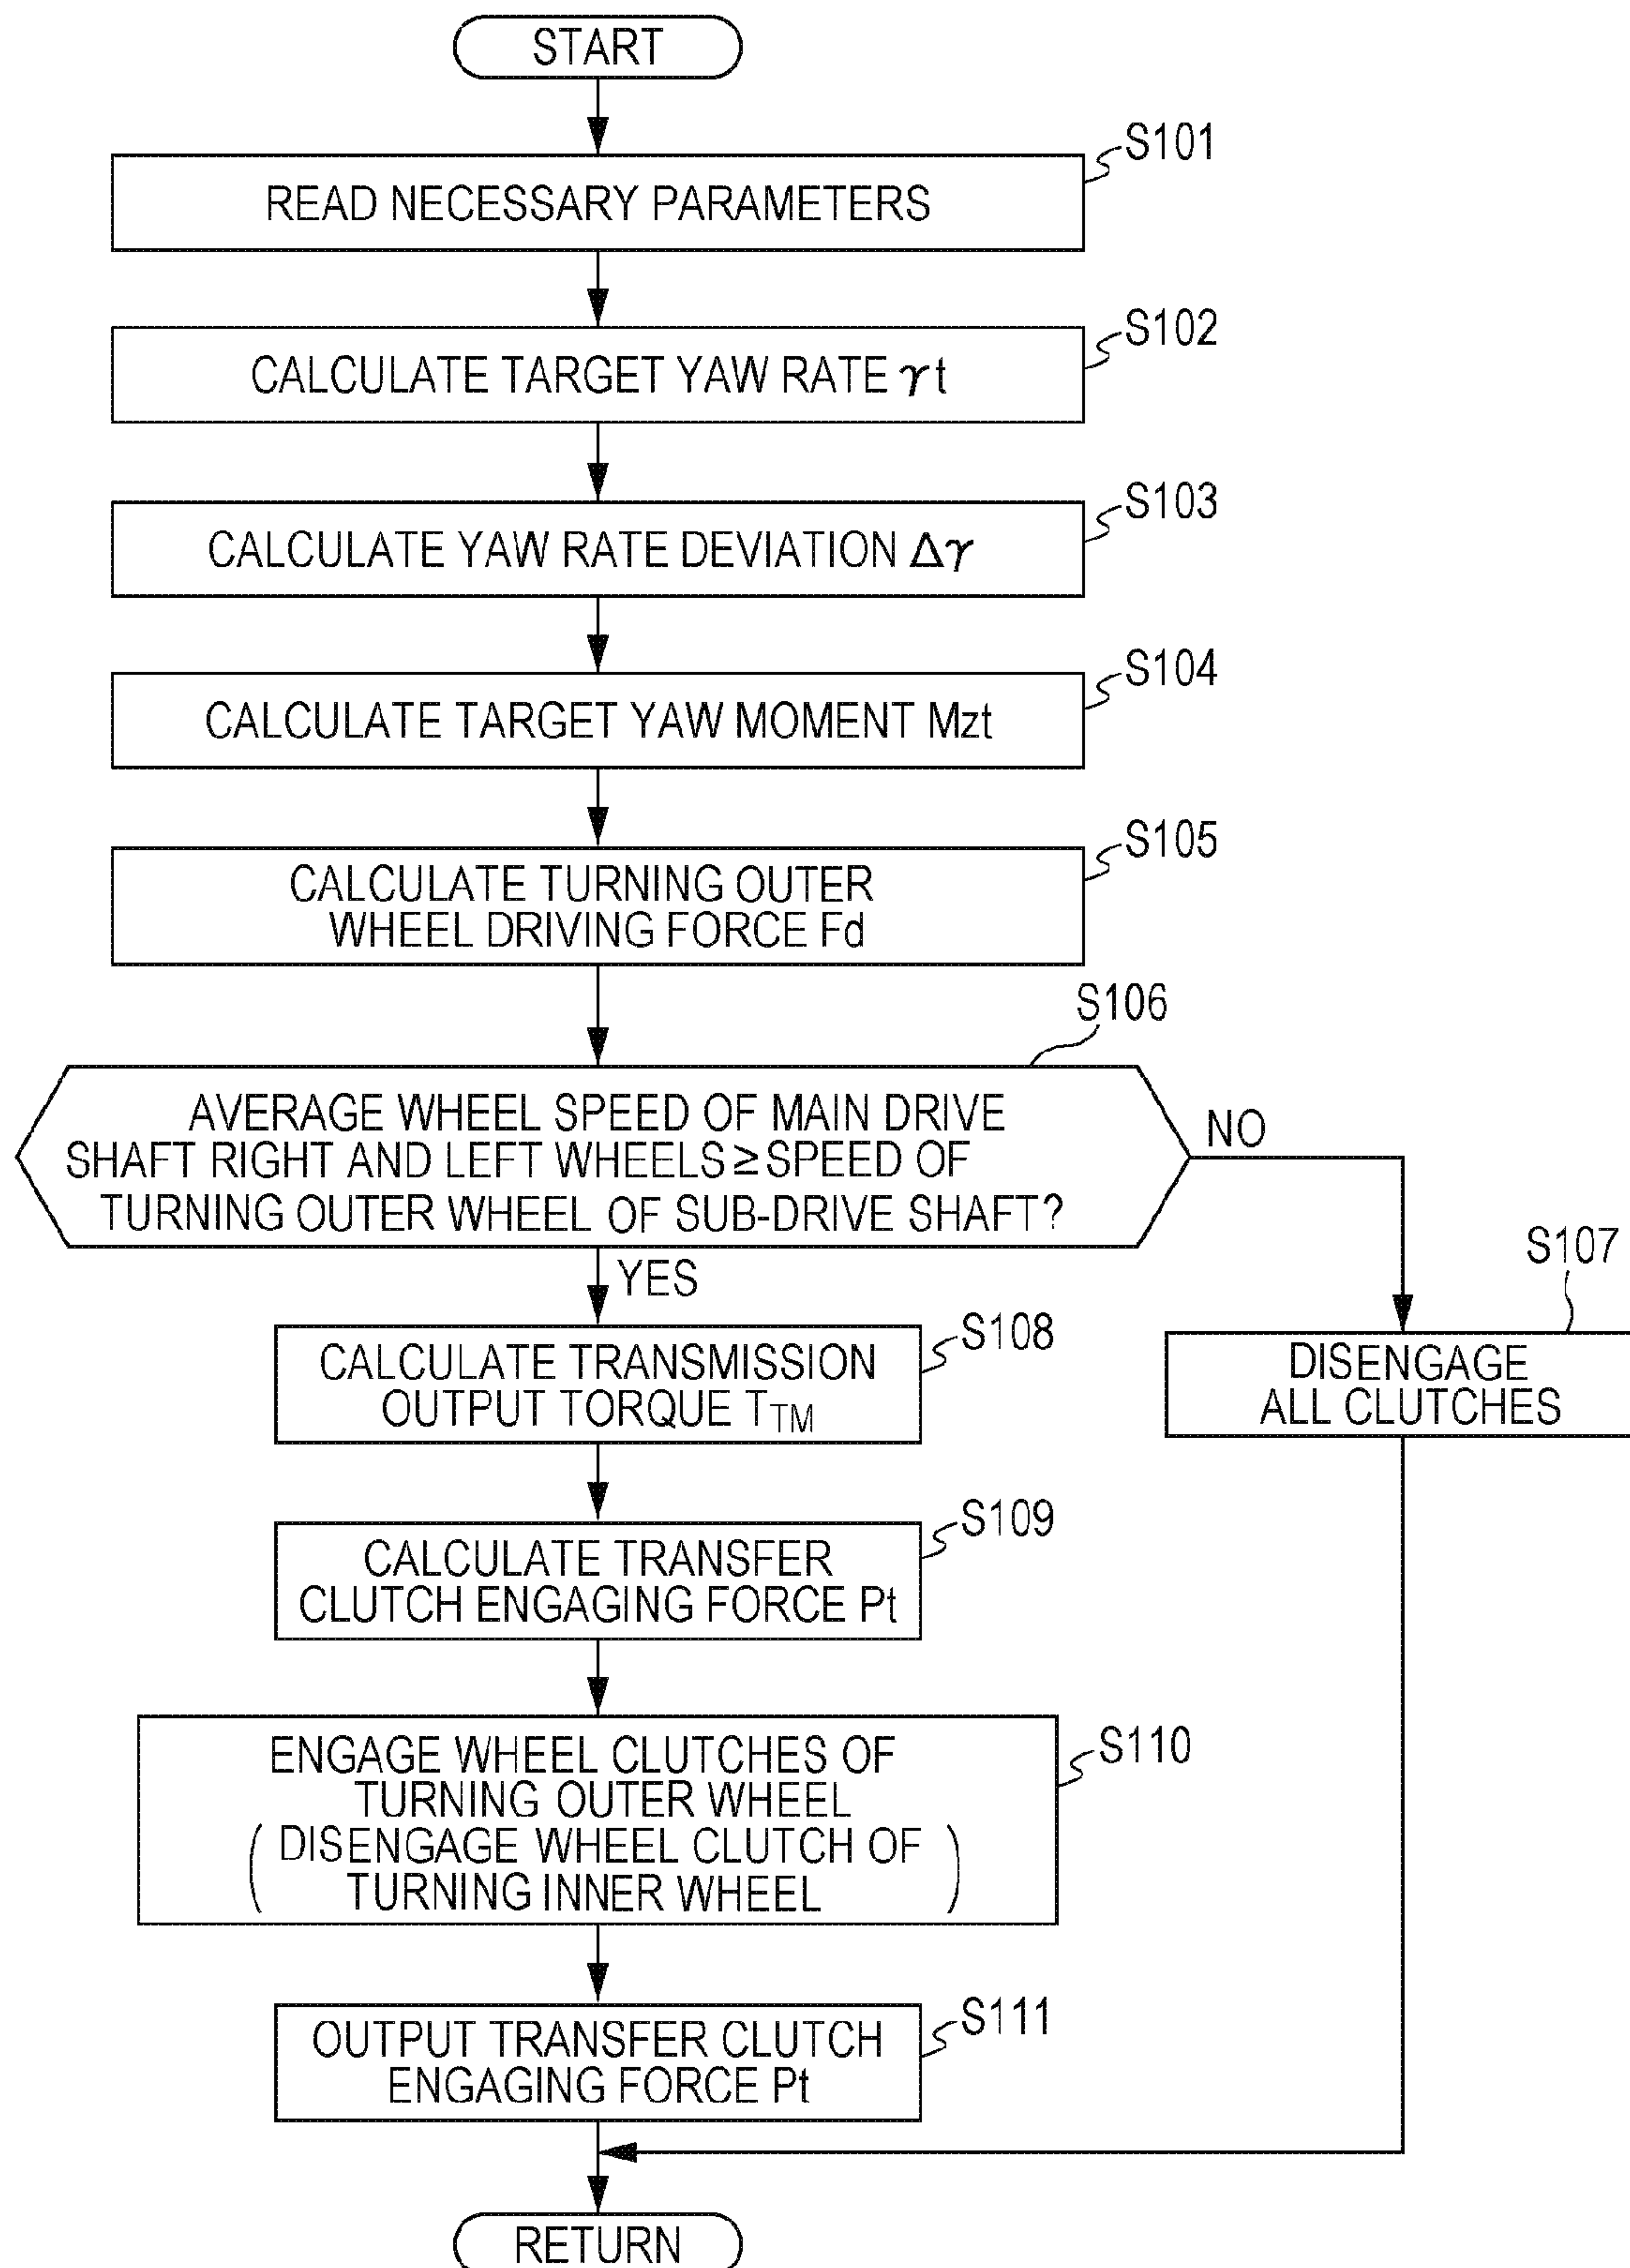 START
S101
READ NECESSARY PARAMETERS
S102
CALCULATE TARGET YAW RATE γt
S103
CALCULATE YAW RATE DEVIATION Δγ
S104
CALCULATE TARGET YAW MOMENT Mzt
S105
CALCULATE TURNING OUTER
WHEEL DRIVING FORCE Fd
S106
AVERAGE WHEEL SPEED OF MAIN DRIVE
SHAFT RIGHT AND LEFT WHEELS≥SPEED OF
TURNING OUTER WHEEL OF SUB-DRIVE SHAFT?
NO
YES
S107
DISENGAGE
ALL CLUTCHES
S108
CALCULATE TRANSMISSION
OUTPUT TORQUE TTM
S109
CALCULATE TRANSFER
CLUTCH ENGAGING FORCE Pt
S110
ENGAGE WHEEL CLUTCHES OF
TURNING OUTER WHEEL
(DISENGAGE WHEEL CLUTCH OF
TURNING INNER WHEEL)
S111
OUTPUT TRANSFER CLUTCH
ENGAGING FORCE Pt
RETURN